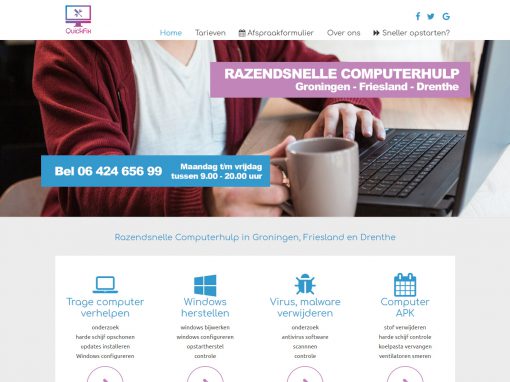 QuickFix
Home Tarieven Afspraakformulier Over ons Sneller opstarten?
RAZENDSNELLE COMPUTERHULP
Groningen - Friesland - Drenthe
Bel 06 424 656 99
Maandag t/m vrijdag
tussen 9.00 - 20.00 uur
Razendsnelle Computerhulp in Groningen, Friesland en Drenthe
Trage computer
verhelpen
onderzoek
harde schijf opschonen
updates installeren
Windows configureren
Windows
herstellen
windows bijwerken
windows configureren
opstartherstel
controle
Virus, malware
verwijderen
onderzoek
antivirus software
scannnen
controle
Computer
APK
stof verwijderen
harde schijf controle
koelpasta vervangen
ventilatoren smeren